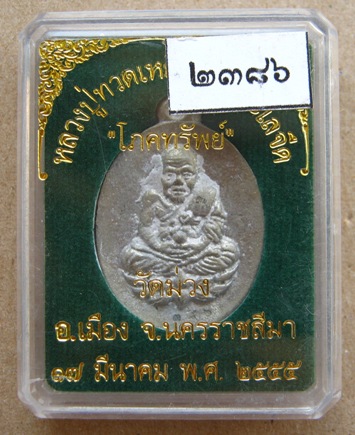 ๒๓๘๖
หลวงปู่ทวดเห
"โภคทรัพย์"
วัดม่วง
อ.เมือง จ.นครราชสีมา
๑๗ มีนาคม พ.ศ. ๒๕๕๕